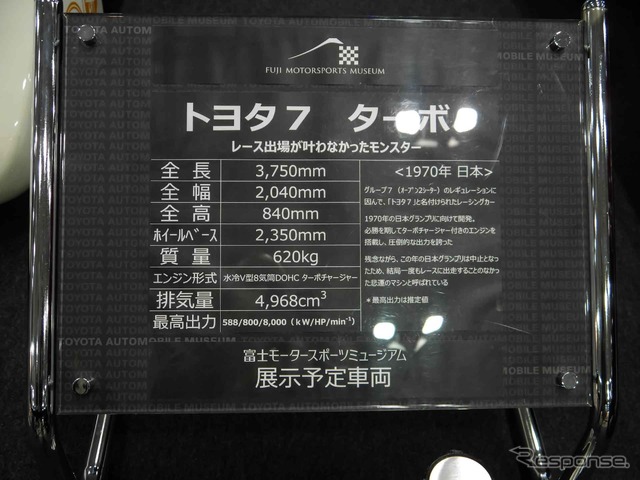 TOYOTA AUTOMOBILE MUSEUM TOYOTA AUTOMOBILE MUSEUM
FUJI MOTORSPORTS MUSEUM
トヨタ7 ターボ
レース出場が叶わなかったモンスター
全長 3,750mm
全幅 2,040mm
全高 840mm
ホイールベース 2,350mm
質量 620kg
エンジン形式 水冷V型8気筒DOHC ターボチャージャー
排気量 4,968cm³
最高出力 588/800/8,000(kW/HP/min⁻¹)
<1970年 日本>
グループ7(オープン2シーター)のレギュレーションに
因んで、「トヨタ7」と名付けられたレーシングカー
1970年の日本グランプリに向けて開発。
必勝を期してターボチャージャー付きのエンジンを
搭載し、圧倒的な出力を誇った
残念ながら、この年の日本グランプリは中止となっ
たため、結局一度もレースに出走することのなかっ
た悲運のマシンと呼ばれている
*最高出力は推定値
TOYOTA AUTOM MOBILE MUSEUM
富士モータースポーツミュージアム
展示予定車両
TOYOTA AUTOM MOBILE MUSEUM
Response.